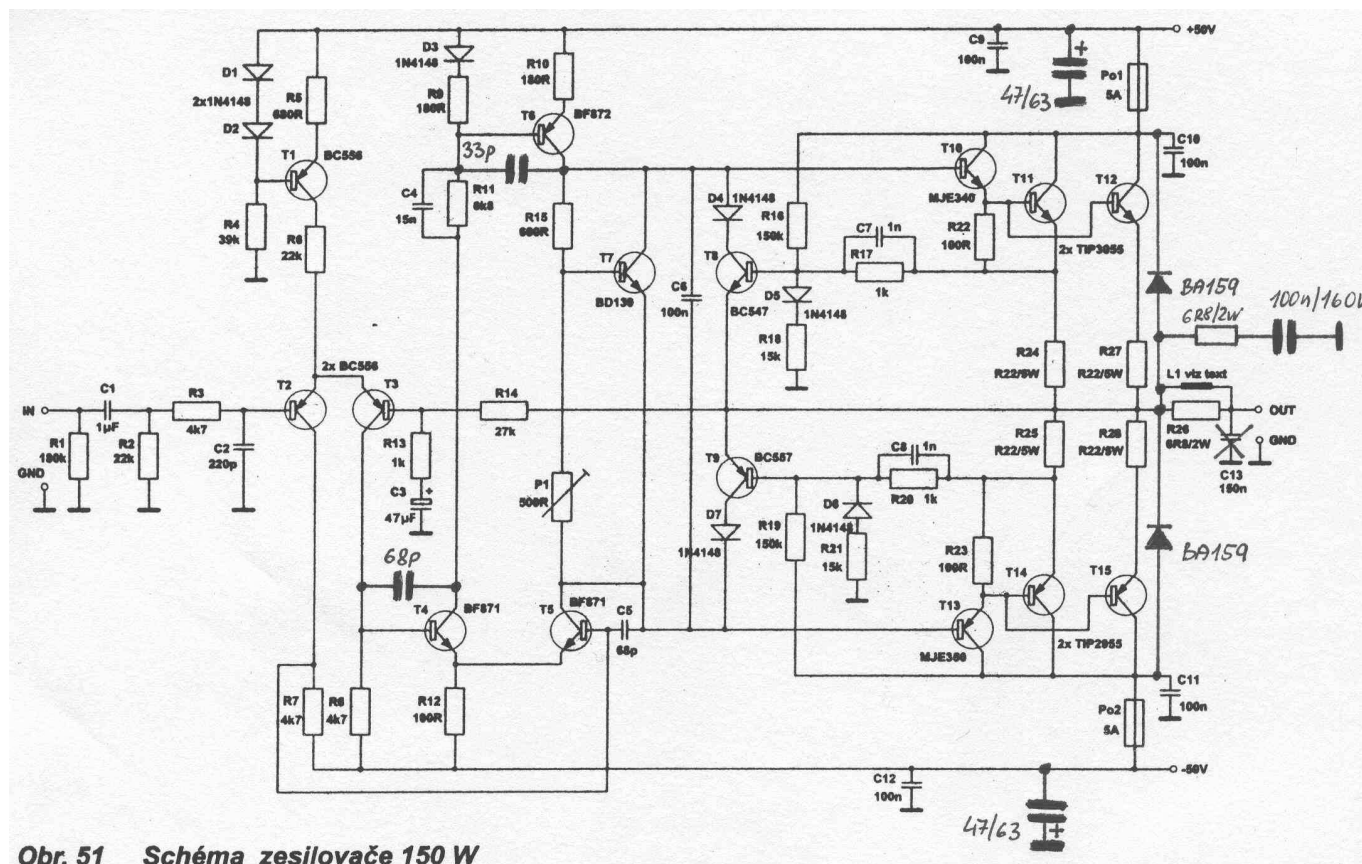 +50V
D1
2x1N4148
D2
R5
680R
T1
BC556
R4
39k
R6
22k
D3
1N4148
R9
180R
R10
180R
T6
BF872
33p
C4
15n
R11
6k8
R15
680R
C9
100n
47/63
+
Po1
5A
C10
100n
T10
MJE340
T11
T12
2x TIP3055
R22
100R
D4
1N4148
R16
150k
C7
1n
R17
1k
T7
BD139
C6
100n
T8
BC547
D5
1N4148
R18
15k
BA159
6R8/2W
100n/160V
R24
R22/5W
R27
R22/5W
L1 viz text
R26
6R8/2W
OUT
GND
C13
150n
2x BC556
T2
T3
IN
C1
1µF
R3
4k7
R1
180k
R2
22k
C2
220p
GND
R14
27k
R13
1k
C3
+
47µF
P1
500R
T9
BC557
D7
1N4148
R19
150k
C8
1n
R20
1k
D6
1N4148
R21
15k
R25
R22/5W
R28
R22/5W
R23
100R
BA159
68p
T4
BF871
T5
BF871
C5
68p
T13
MJE350
T14
T15
2x TIP2955
R7
4k7
R8
4k7
R12
100R
C11
100n
Po2
5A
C12
100n
47/63
+
-50V
Obr. 51 Schéma zesilovače 150 W